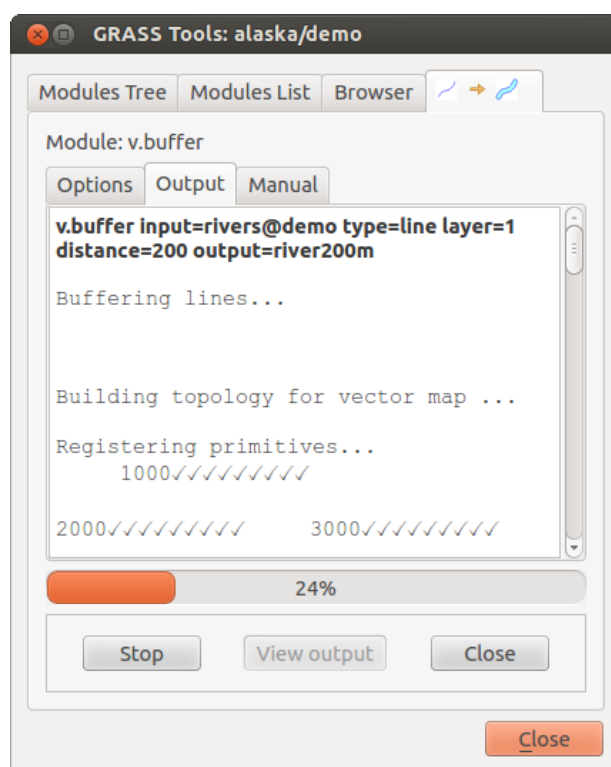 GRASS Tools: alaska/demo
Modules Tree Modules List Browser
Module: v.buffer
Options Output Manual
v.buffer input=rivers@demo type=line layer=1
distance=200 output=river200m
Buffering lines...
Building topology for vector map ...
Registering primitives...
1000✓✓✓✓✓✓✓✓✓
2000✓✓✓✓✓✓✓✓✓ 3000✓✓✓✓✓✓✓✓✓
24%
Stop View output Close
Close